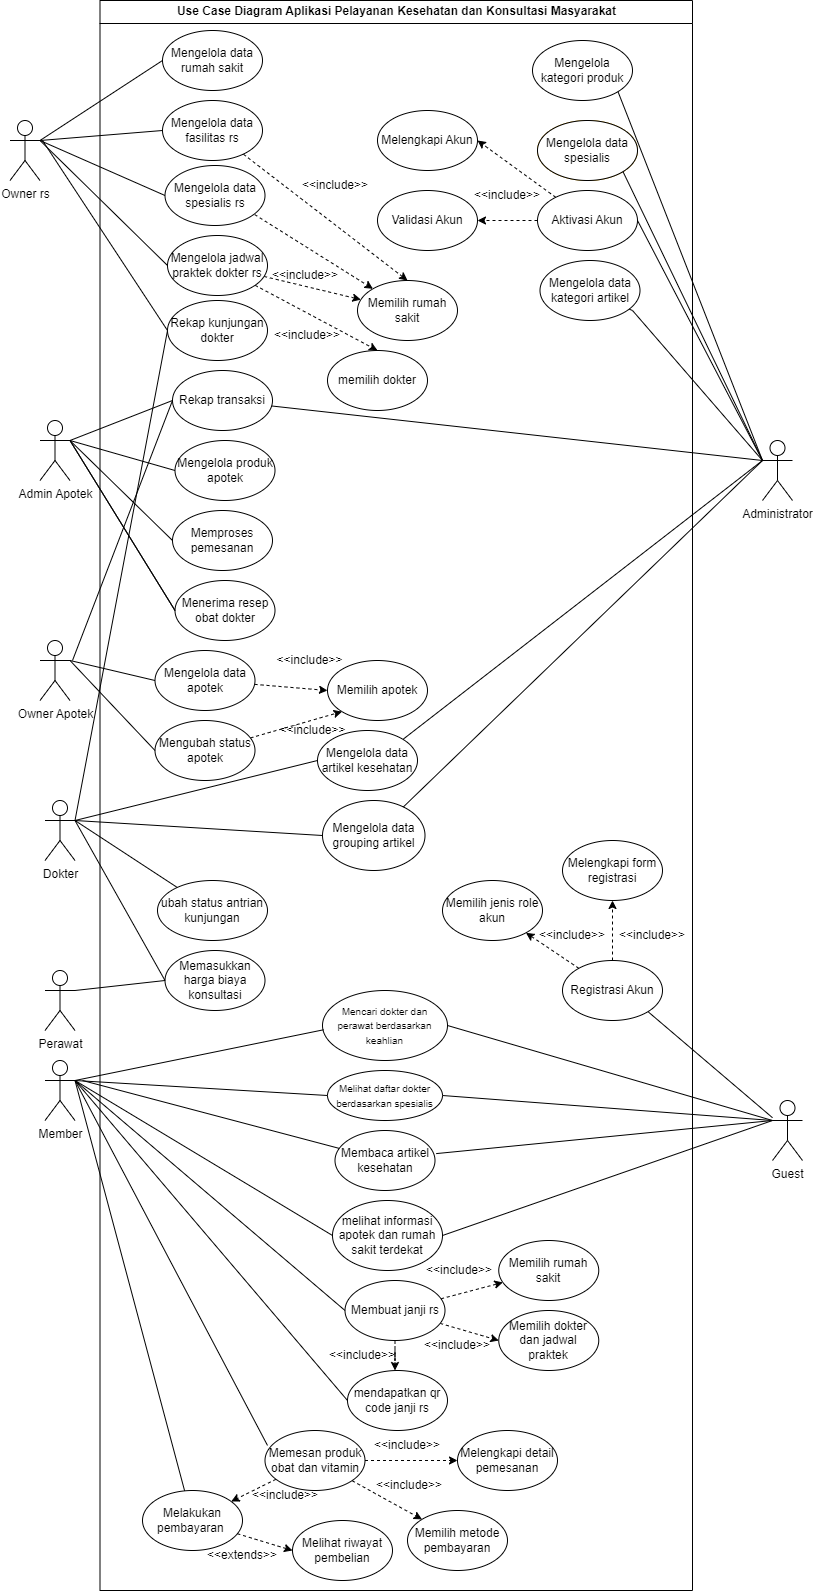 Use Case Diagram Aplikasi Pelayanan Kesehatan dan Konsultasi Masyarakat
Mengelola data
rumah sakit
Mengelola
kategori produk
Mengelola data
fasilitas rs
Melengkapi Akun
Mengelola data
spesialis
Owner rs
Mengelola data
spesialis rs
<<include>>
<<include>>
Validasi Akun
Aktivasi Akun
Mengelola jadwal
praktek dokter rs
<<include>>
Mengelola data
kategori artikel
Memilih rumah
sakit
Rekap kunjungan
dokter
<<include>>
memilih dokter
Rekap transaksi
Admin Apotek
Mengelola produk
apotek
Administrator
Memproses
pemesanan
Menerima resep
obat dokter
Owner Apotek
Mengelola data
apotek
<<include>>
Memilih apotek
Mengubah status
apotek
<<include>>
Mengelola data
artikel kesehatan
Mengelola data
grouping artikel
Dokter
Melengkapi form
registrasi
ubah status antrian
kunjungan
Memilih jenis role
akun
<<include>>
<<include>>
Memasukkan
harga biaya
konsultasi
Registrasi Akun
Perawat
Mencari dokter dan
perawat berdasarkan
keahlian
Melihat daftar dokter
berdasarkan spesialis
Member
Membaca artikel
kesehatan
Guest
melihat informasi
apotek dan rumah
sakit terdekat
<<include>>
Memilih rumah
sakit
Membuat janji rs
<<include>>
<<include>>
Memilih dokter
dan jadwal
praktek
mendapatkan qr
code janji rs
Memesan produk
obat dan vitamin
<<include>>
Melengkapi detail
pemesanan
<<include>>
<<include>>
Melakukan
pembayaran
Memilih metode
pembayaran
<<extends>>
Melihat riwayat
pembelian